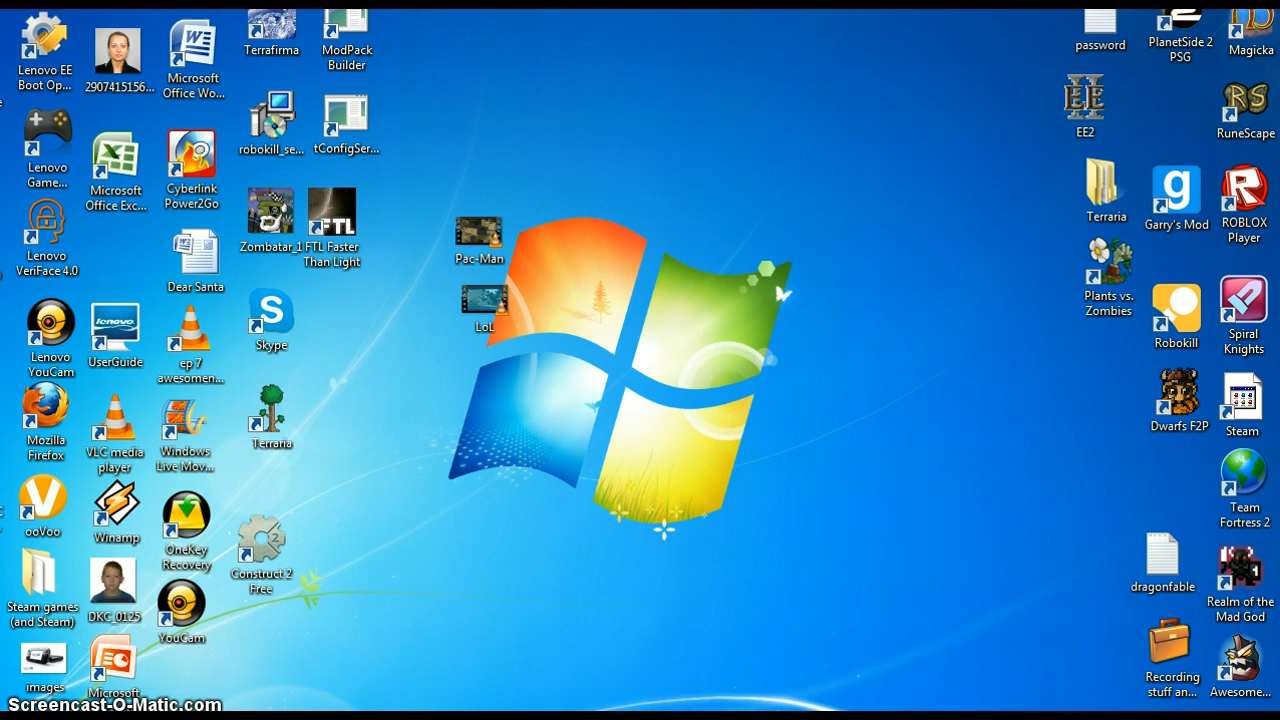 Lenovo EE
Boot Op...
2907415156...
Microsoft
Office Wo...
Terrafirma
ModPack
Builder
password
PlanetSide 2
PSG
Magicka
Lenovo
Game...
Microsoft
Office Exc...
Cyberlink
Power2Go
robokill_se...
tConfigSer...
EE
EE2
RS
RuneScape
Lenovo
VeriFace 4.0
Dear Santa
Zombatar_1
FTL
FTL Faster
Than Light
Pac-Man
Terraria
g
Garry's Mod
R
ROBLOX
Player
Lenovo
YouCam
lenovo
UserGuide
ep 7
awesomen...
S
Skype
LoL
Plants vs.
Zombies
Robokill
Spiral
Knights
Mozilla
Firefox
VLC media
player
Windows
Live Mov...
Terraria
Dwarfs F2P
Steam
ooVoo
Winamp
OneKey
Recovery
2
Construct 2
Free
Team
Fortress 2
Steam games
(and Steam)
DKC_0125
YouCam
dragonfable
Realm of the
Mad God
images
Microsoft
Recording
stuff an...
Awesome...
Screencast-O-Matic.com